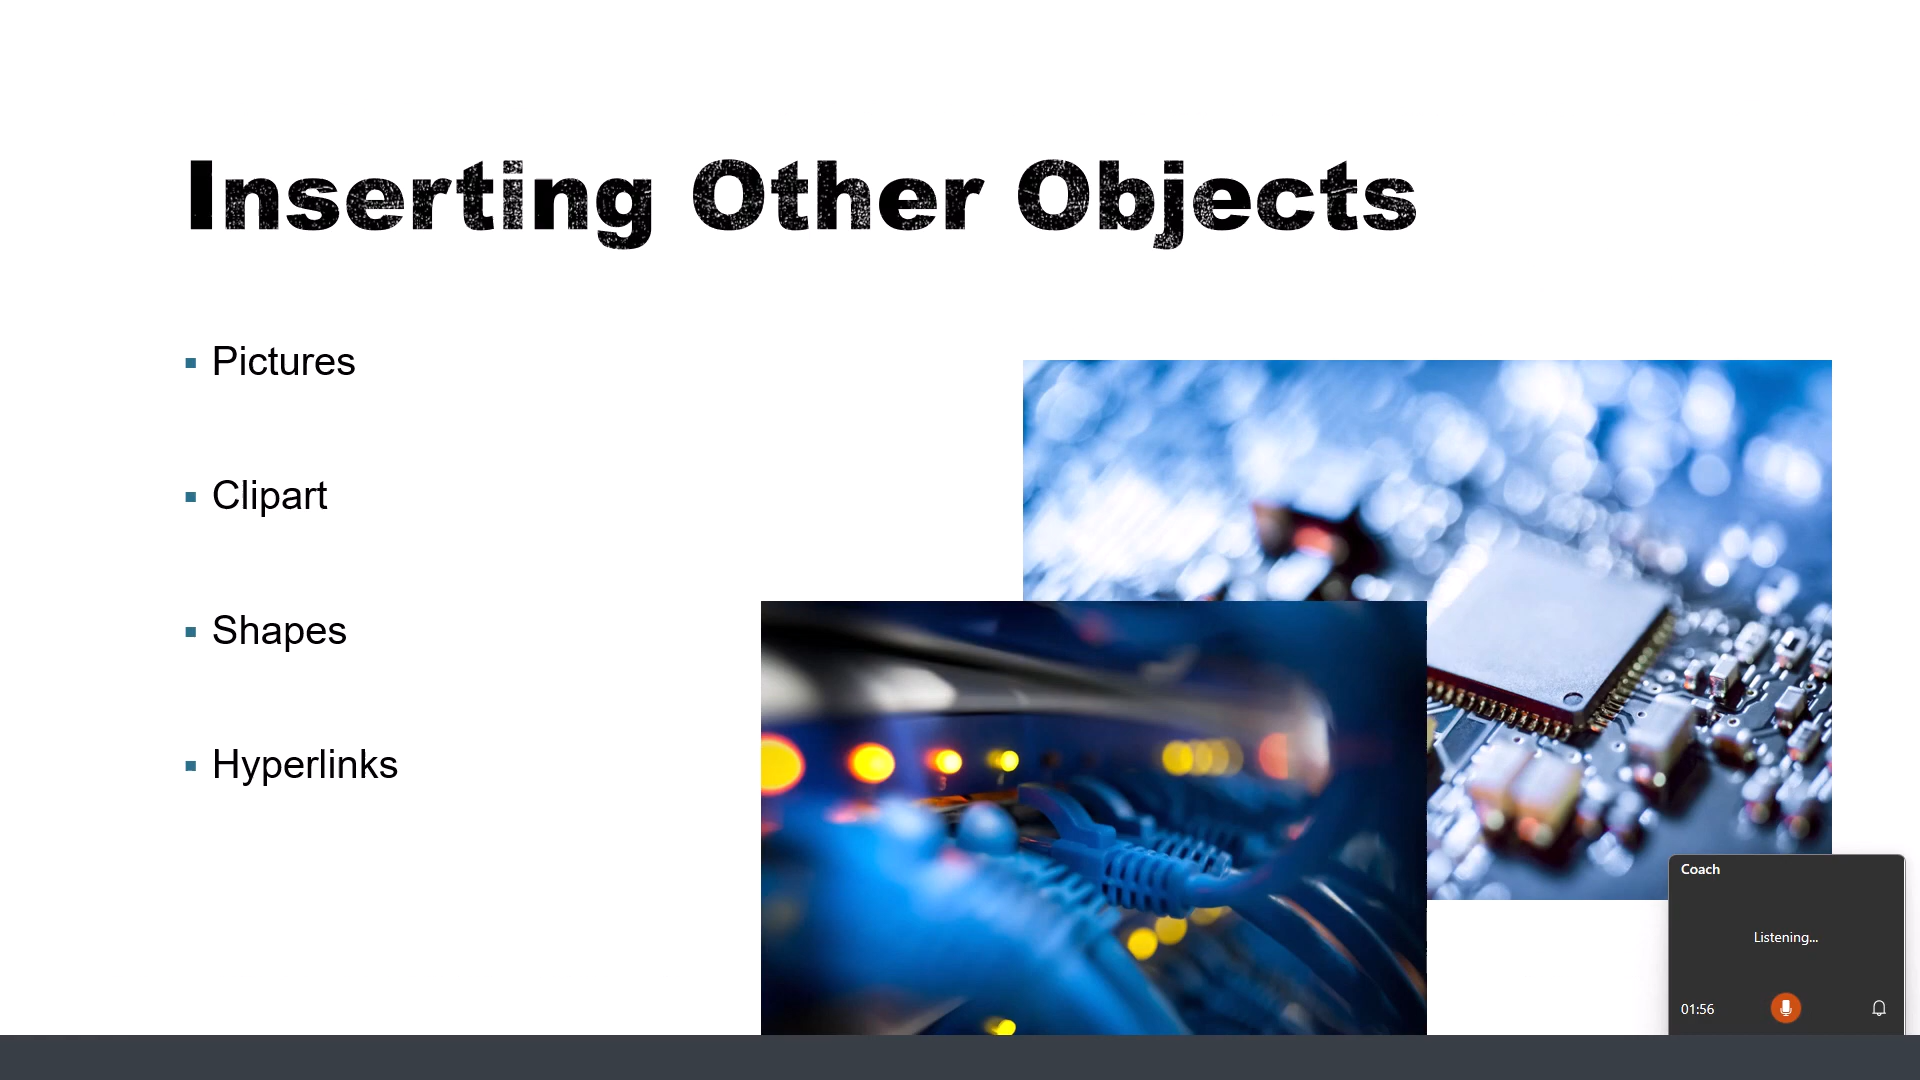 Inserting Other Objects
Pictures
Clipart
Shapes
Hyperlinks
Coach
Listening...
01:56